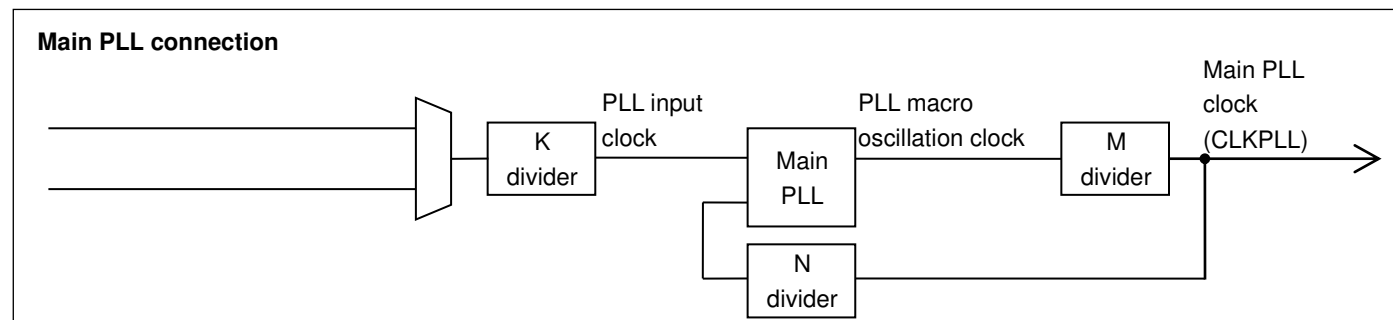 Main PLL connection
K
divider
PLL input
clock
Main
PLL
PLL macro
oscillation clock
M
divider
Main PLL
clock
(CLKPLL)
N
divider